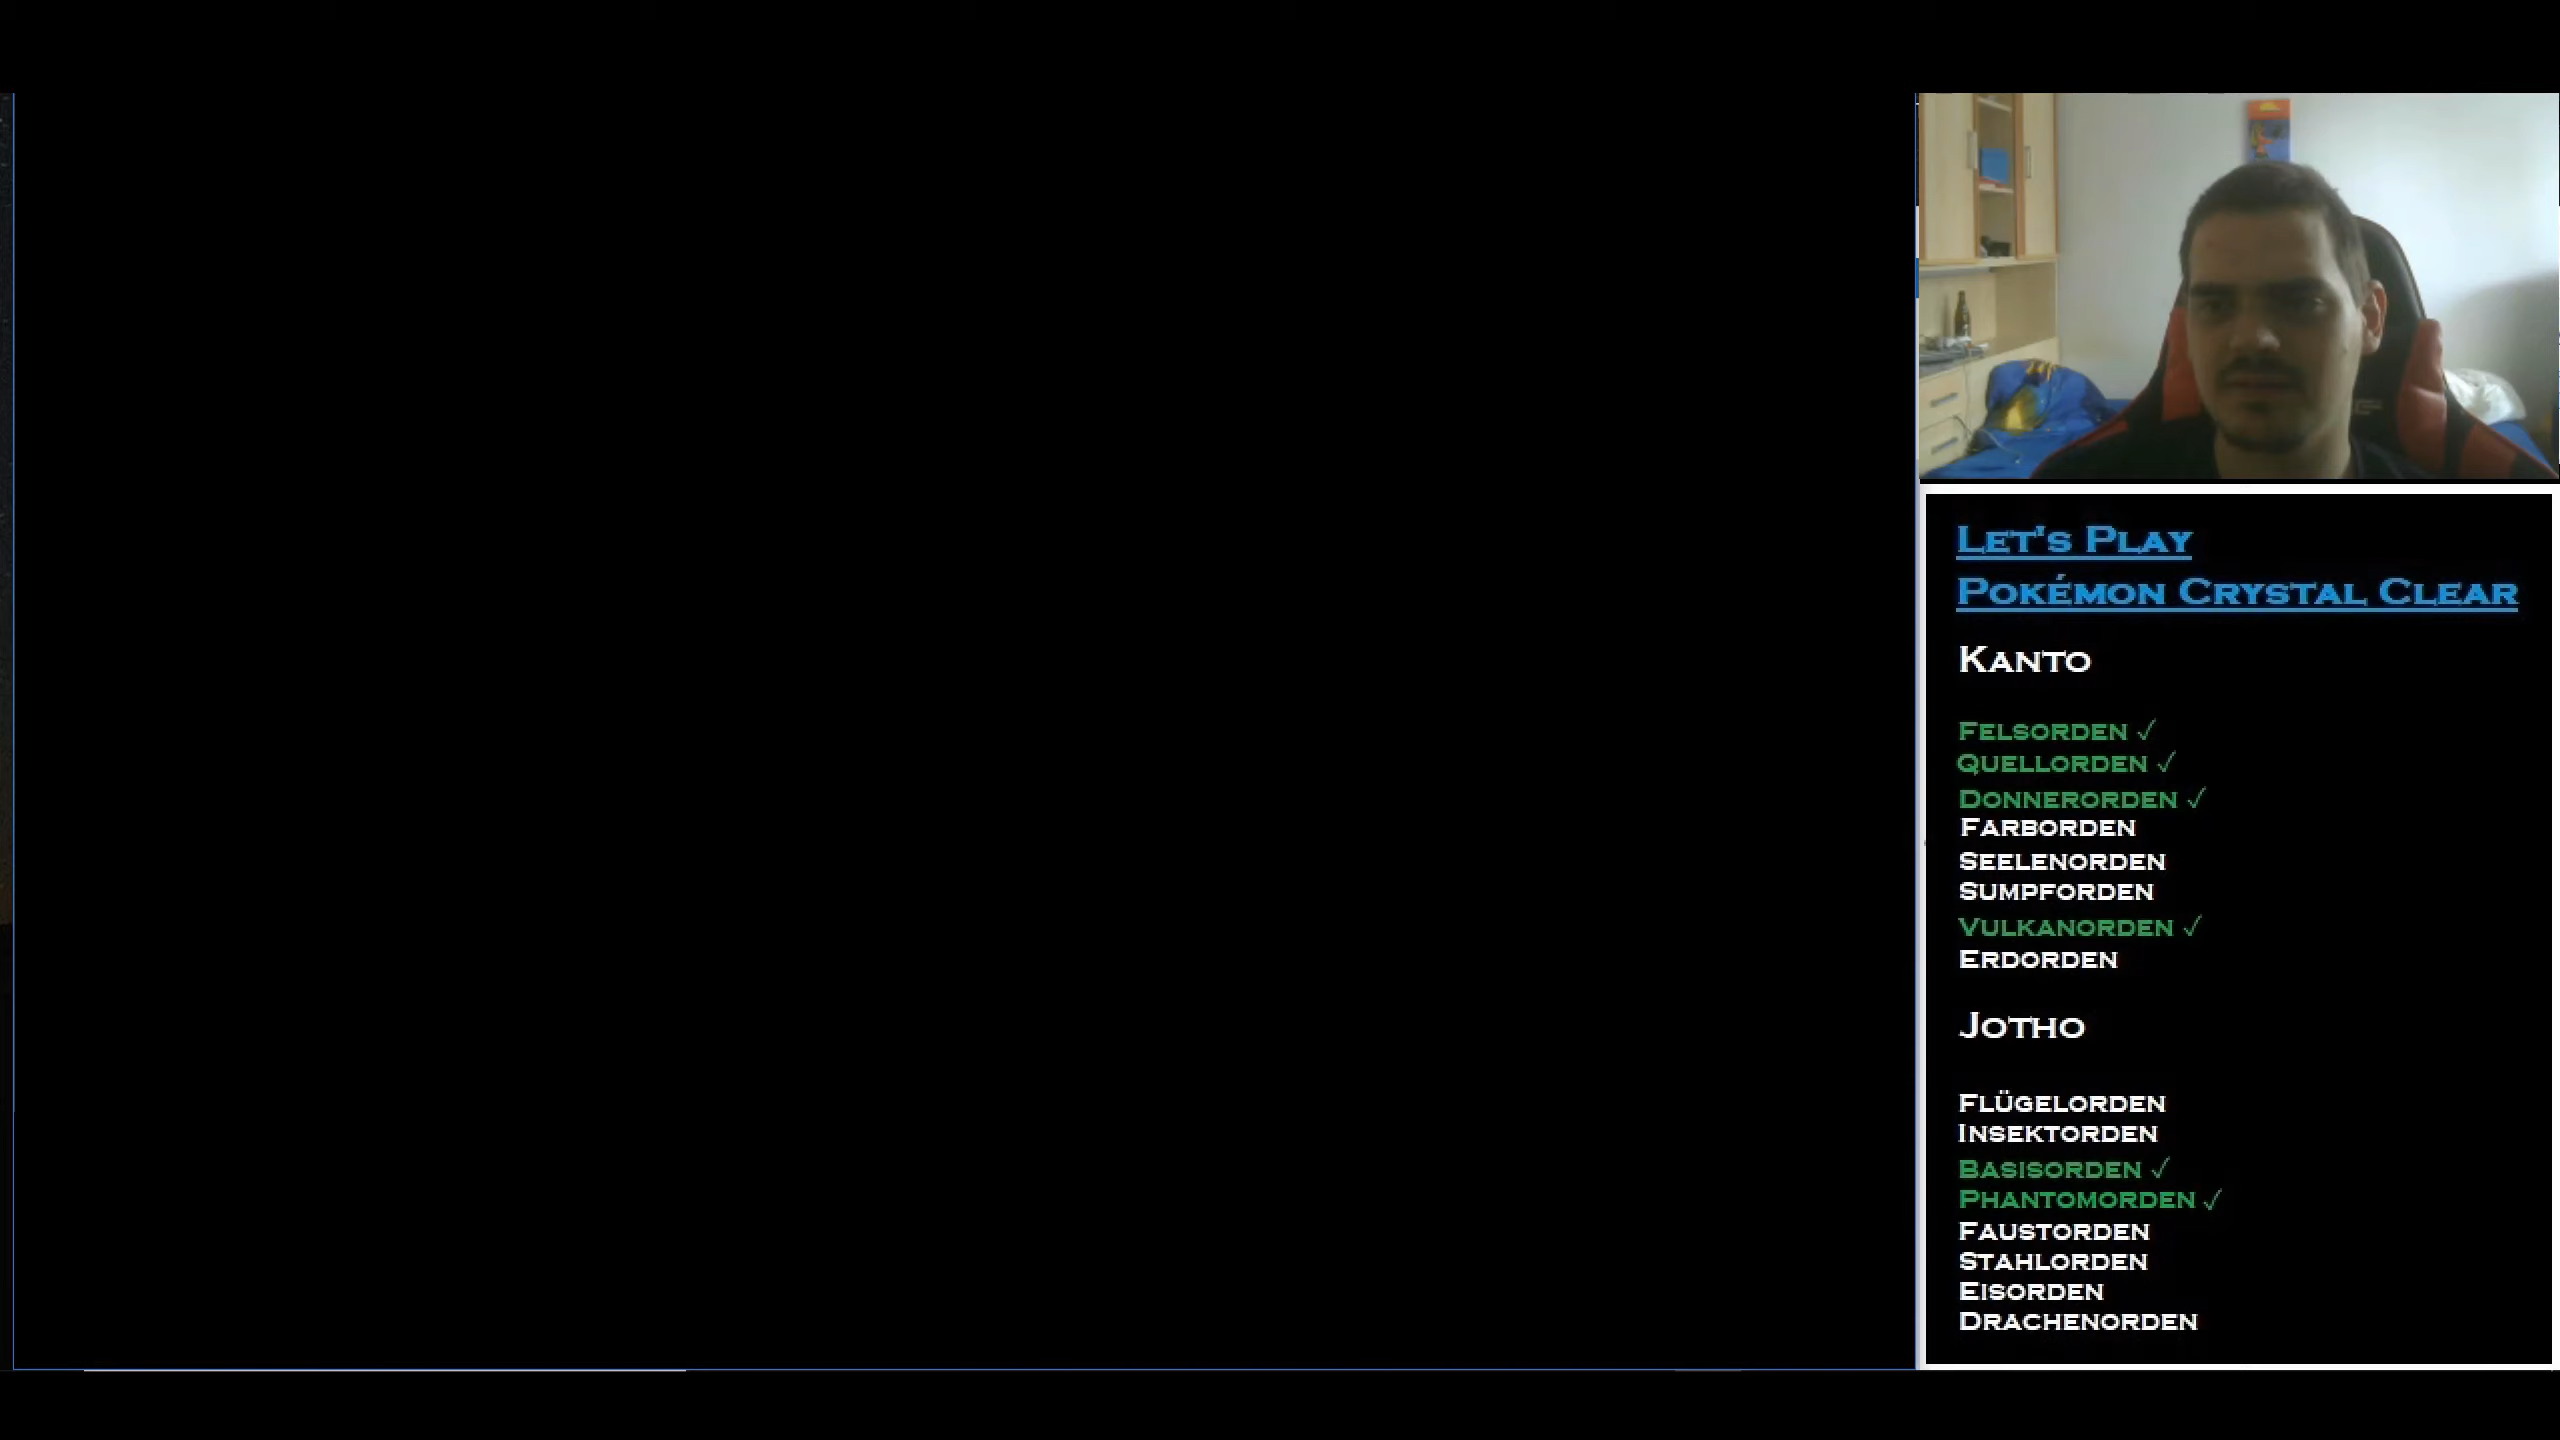 Let's Play
Pokémon Crystal Clear
Kanto
Felsorden ✓
Quellorden ✓
Donnerorden ✓
Farborden
Seelenorden
Sumpforden
Vulkanorden ✓
Erdorden
Jotho
Flügelorden
Insektorden
Basisorden ✓
Phantomorden ✓
Faustorden
Stahlorden
Eisorden
Drachenorden